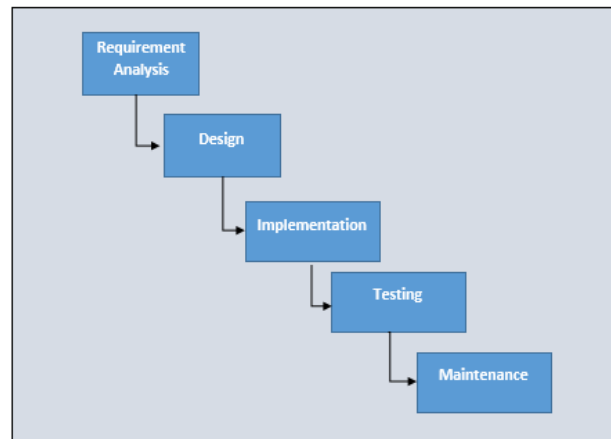 Requirement
Analysis
Design
Implementation
Testing
Maintenance